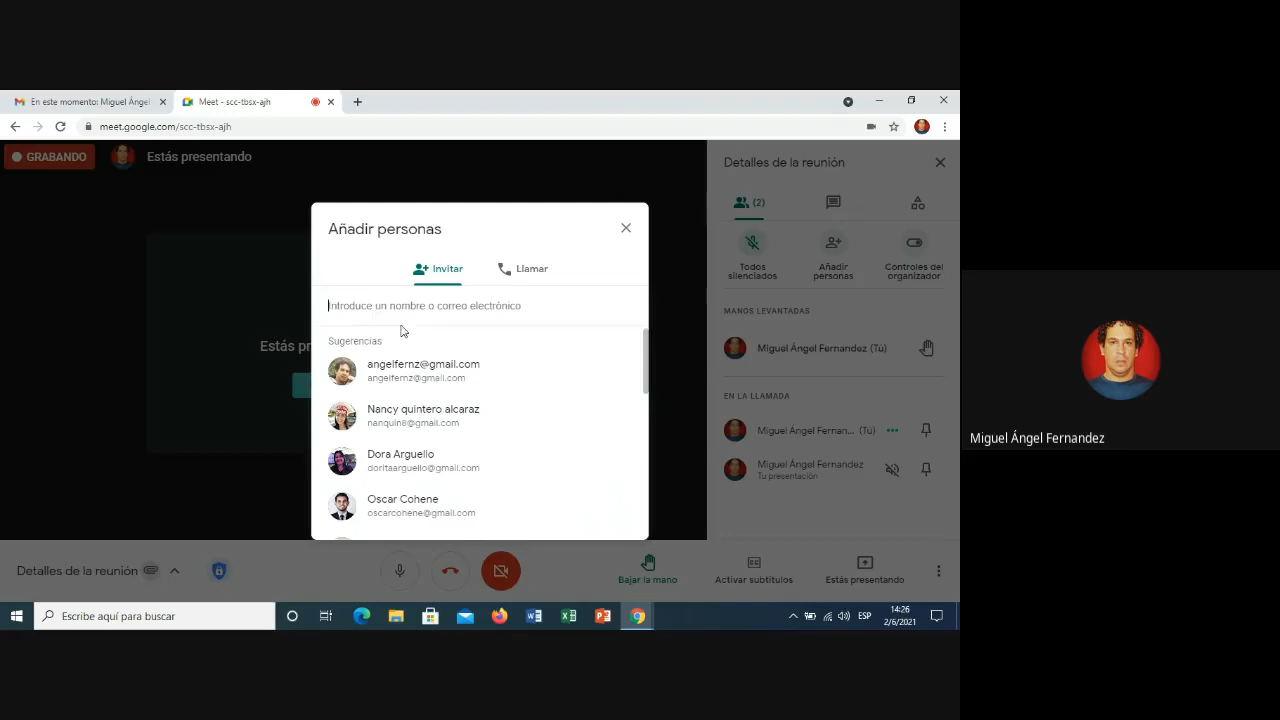 En este momento: Miguel Ángel
Meet - scc-tbsx-ajh
meet.google.com/scc-tbsx-ajh
GRABANDO
Estás presentando
Detalles de la reunión
(2)
Añadir personas
Invitar
Llamar
Introduce un nombre o correo electrónico
Sugerencias
angelfernz@gmail.com
angelfernz@gmail.com
Nancy quintero alcaraz
nanquin8@gmail.com
Dora Arguello
doritaarguello@gmail.com
Oscar Cohene
oscarcohene@gmail.com
Estás pr
Todos
silenciados
Añadir
personas
Controles del
organizador
MANOS LEVANTADAS
Miguel Ángel Fernandez (Tú)
EN LA LLAMADA
Miguel Ángel Fernan... (Tú)
Miguel Ángel Fernandez
Tu presentación
Miguel Ángel Fernandez
Detalles de la reunión
Bajar la mano
Activar subtítulos
Estás presentando
Escribe aquí para buscar
ESP
14:26
2/6/2021